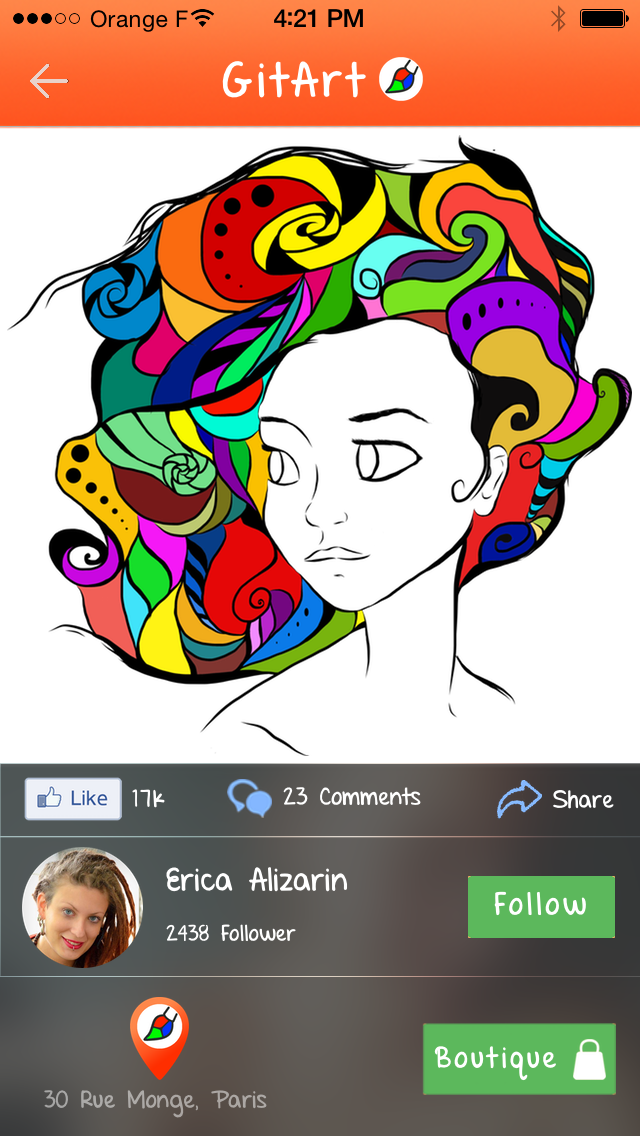 Orange F 4:21 PM
GitArt
Like 17k 23 Comments Share
Erica Alizarin
2438 Follower
Follow
30 Rue Monge, Paris
Boutique